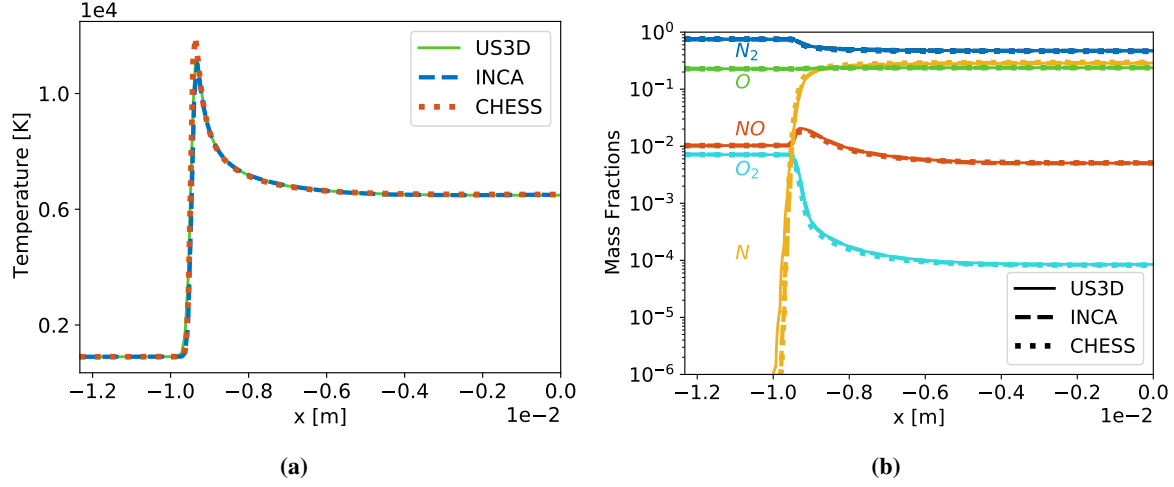 1e4
Temperature [K]
1.0
0.6
0.2
US3D
INCA
CHESS
−1.2 −1.0 −0.8 −0.6 −0.4 −0.2 0.0
x [m]
1e−2
(a)
Mass Fractions
10⁰
10⁻¹
10⁻²
10⁻³
10⁻⁴
10⁻⁵
10⁻⁶
N₂
O
NO
O₂
N
US3D
INCA
CHESS
−1.2 −1.0 −0.8 −0.6 −0.4 −0.2 0.0
x [m]
1e−2
(b)